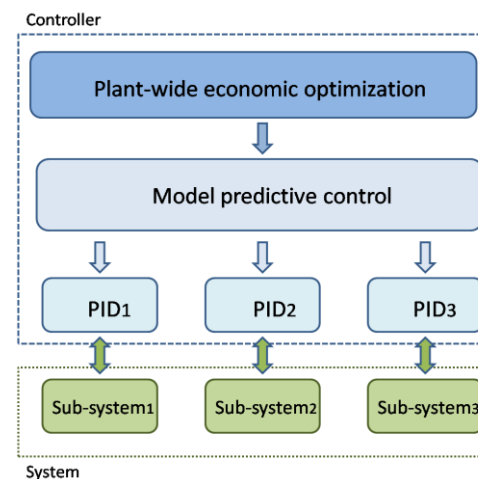 Controller
Plant-wide economic optimization
Model predictive control
PID1 PID2 PID3
Sub-system1 Sub-system2 Sub-system3
System